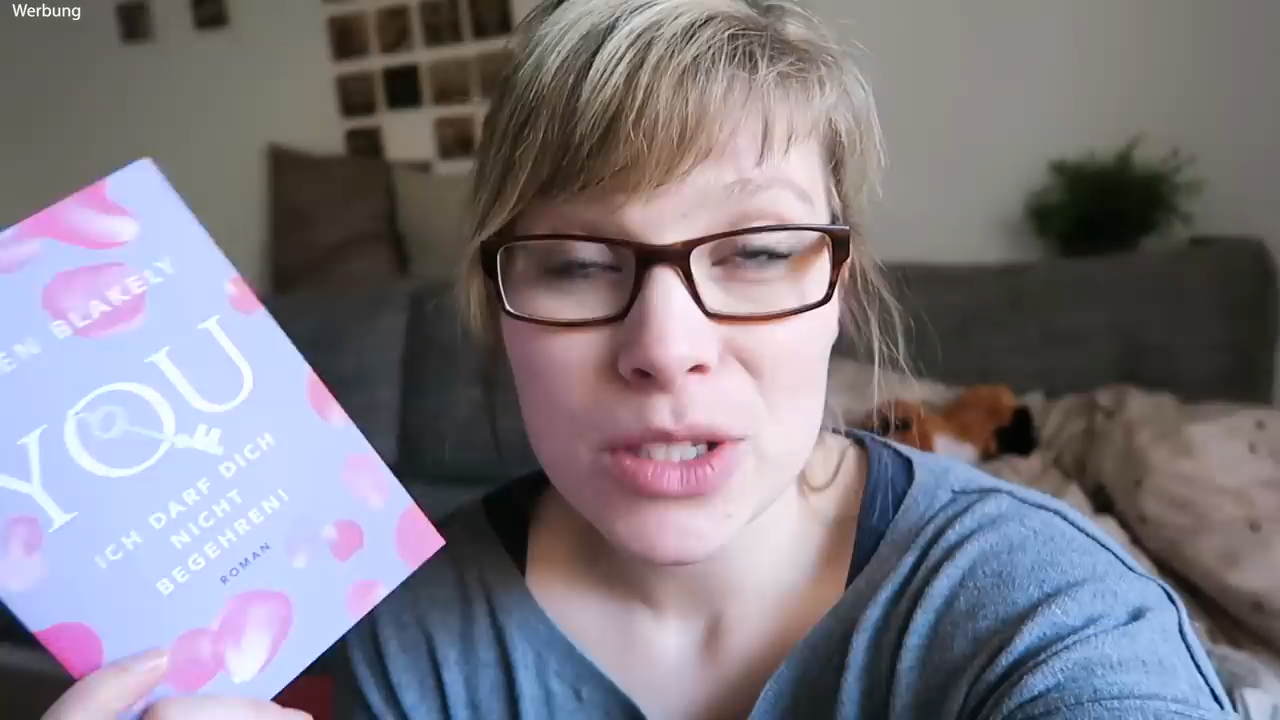 Werbung
EN BLAKELY
YOU
ICH DARF DICH
NICHT
BEGEHREN!
ROMAN